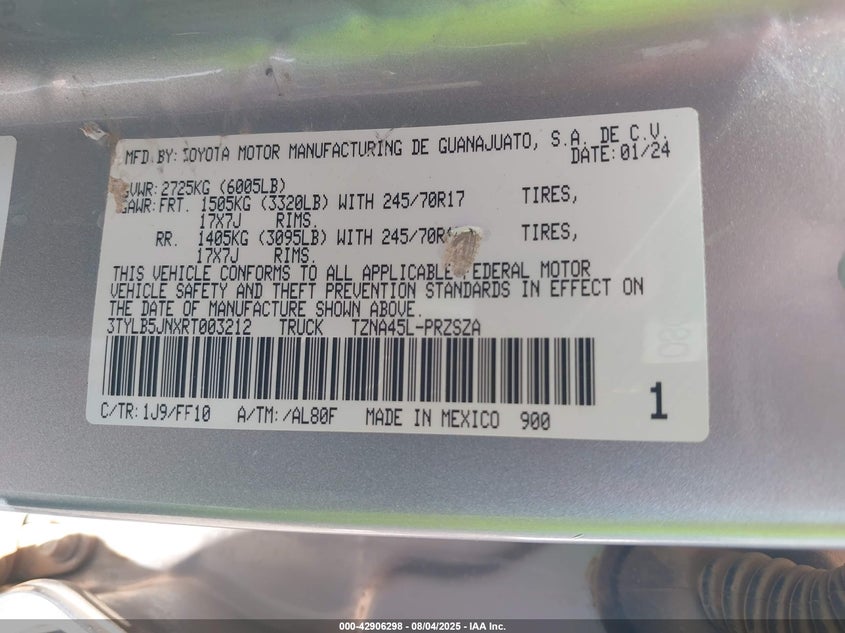 MFD. BY: TOYOTA MOTOR MANUFACTURING DE GUANAJUATO, S.A. DE C.V.
DATE: 01/24
GVWR: 2725KG (6005LB)
GAWR: FRT. 1505KG (3320LB) WITH 245/70R17 TIRES,
17X7J RIMS.
RR. 1405KG (3095LB) WITH TIRES,
17X7J RIMS.
THIS VEHICLE CONFORMS TO ALL APPLICABLE FEDERAL MOTOR
VEHICLE SAFETY AND THEFT PREVENTION STANDARDS IN EFFECT ON
THE DATE OF MANUFACTURE SHOWN ABOVE.
3TYLB5JNXRT003212 TRUCK TZNA45L-PRZSZA
C/TR: 1J9/FF10 A/TM: /AL80F MADE IN MEXICO 900 1
000-42906298 - 08/04/2025 - IAA Inc.